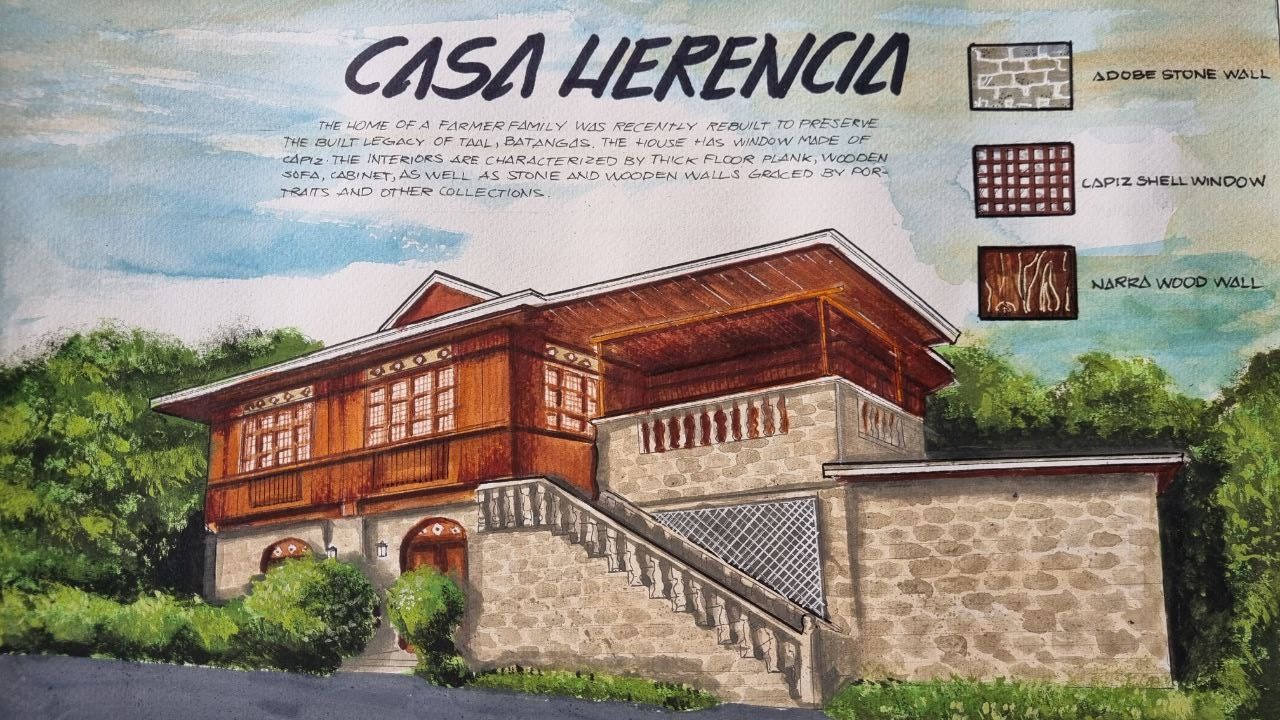 CASA HERENCIA
THE HOME OF A FARMER FAMILY WAS RECENTLY REBUILT TO PRESERVE
THE BUILT LEGACY OF TAAL, BATANGAS. THE HOUSE HAS WINDOW MADE OF
CAPIZ. THE INTERIORS ARE CHARACTERIZED BY THICK FLOOR PLANK, WOODEN
SOFA, CABINET, AS WELL AS STONE AND WOODEN WALLS GRACED BY POR-
TRAITS AND OTHER COLLECTIONS.
ADOBE STONE WALL
CAPIZ SHELL WINDOW
NARRA WOOD WALL